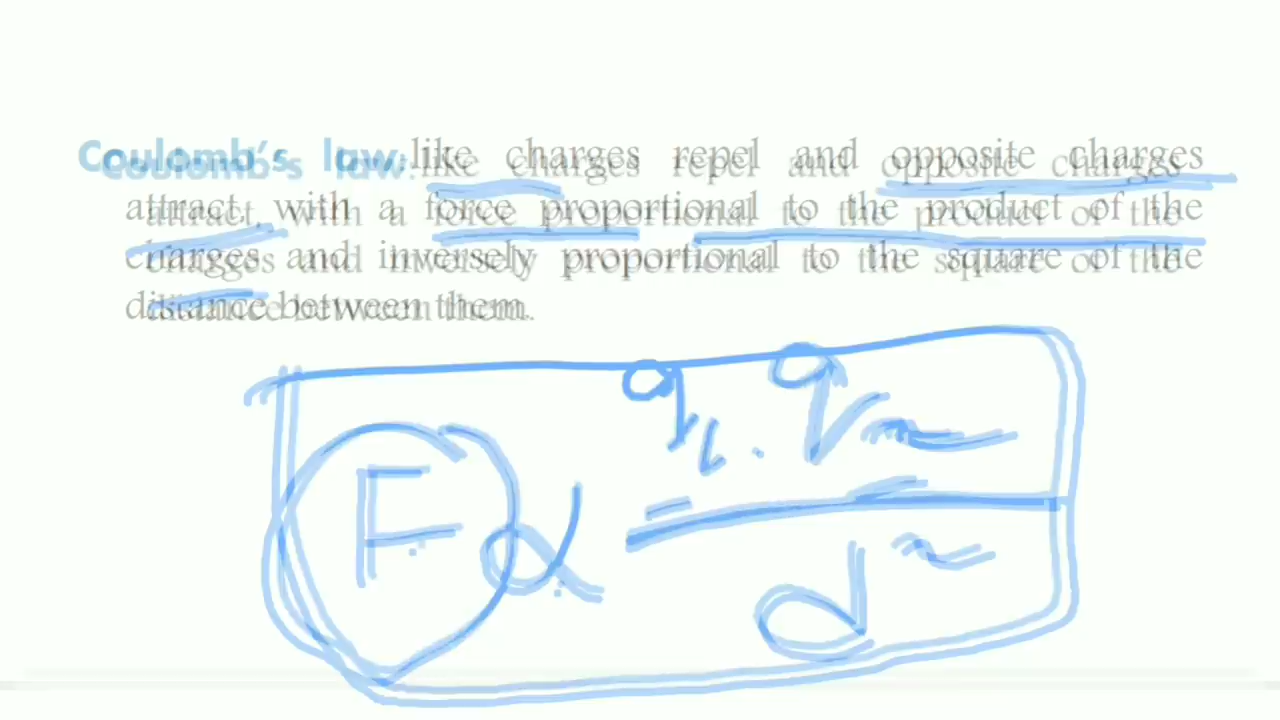 Coulomb's law: like charges repel and opposite charges
attract, with a force proportional to the product of the
charges and inversely proportional to the square of the
distance between them.
F α q₁ . q₂
d²